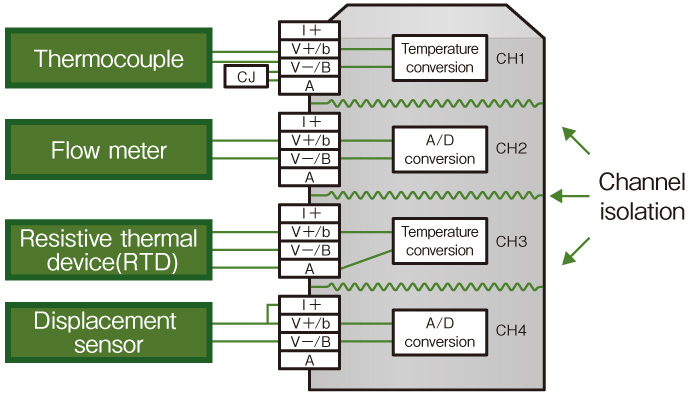 Thermocouple
CJ
I+
V+/b
V−/B
A
Temperature
conversion
CH1
Flow meter
I+
V+/b
V−/B
A
A/D
conversion
CH2
Channel
isolation
Resistive thermal
device(RTD)
I+
V+/b
V−/B
A
Temperature
conversion
CH3
Displacement
sensor
I+
V+/b
V−/B
A
A/D
conversion
CH4